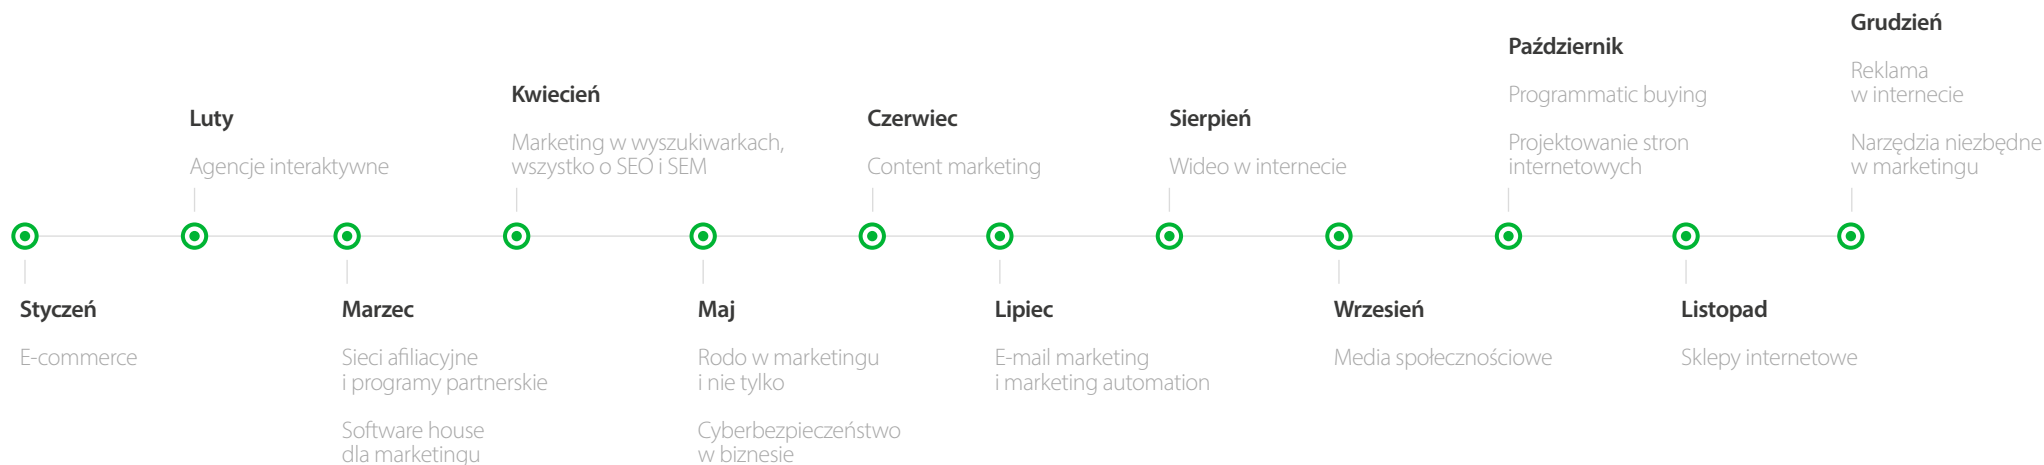 Styczeń
E-commerce
Luty
Agencje interaktywne
Marzec
Sieci afiliacyjne
i programy partnerskie
Software house
dla marketingu
Kwiecień
Marketing w wyszukiwarkach,
wszystko o SEO i SEM
Maj
Rodo w marketingu
i nie tylko
Cyberbezpieczeństwo
w biznesie
Czerwiec
Content marketing
Lipiec
E-mail marketing
i marketing automation
Sierpień
Wideo w internecie
Wrzesień
Media społecznościowe
Październik
Programmatic buying
Projektowanie stron
internetowych
Listopad
Sklepy internetowe
Grudzień
Reklama
w internecie
Narzędzia niezbędne
w marketingu